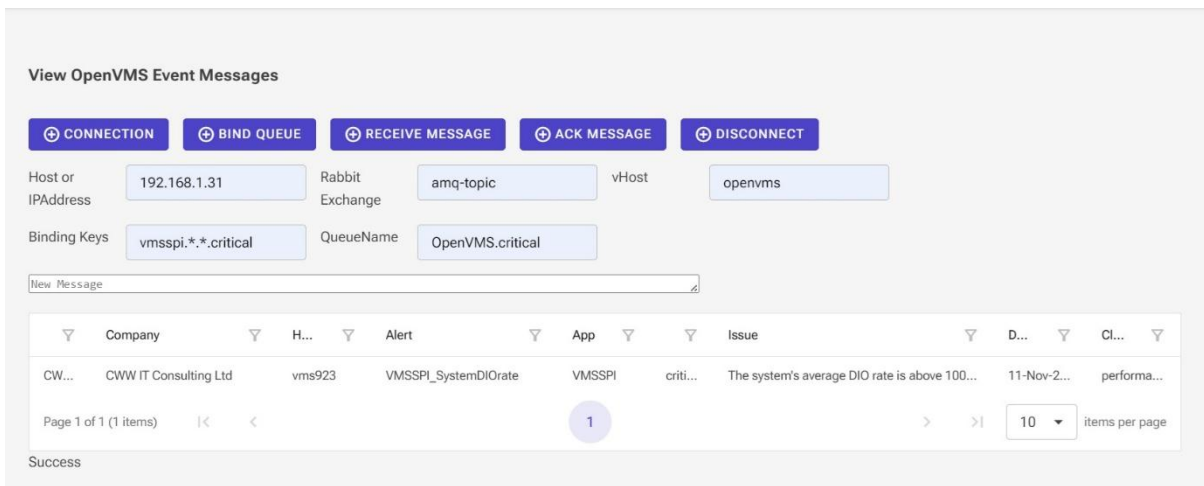 View OpenVMS Event Messages
CONNECTION BIND QUEUE RECEIVE MESSAGE ACK MESSAGE DISCONNECT
Host or IPAddress 192.168.1.31 Rabbit Exchange amq-topic vHost openvms
Binding Keys vmsspi.*.*.critical QueueName OpenVMS.critical
New Message
Company H... Alert App Issue D... Cl...
CW... CWW IT Consulting Ltd vms923 VMSSPI_SystemDIOrate VMSSPI criti... The system's average DIO rate is above 100... 11-Nov-2... performa...
Page 1 of 1 (1 items) 1 10 items per page
Success